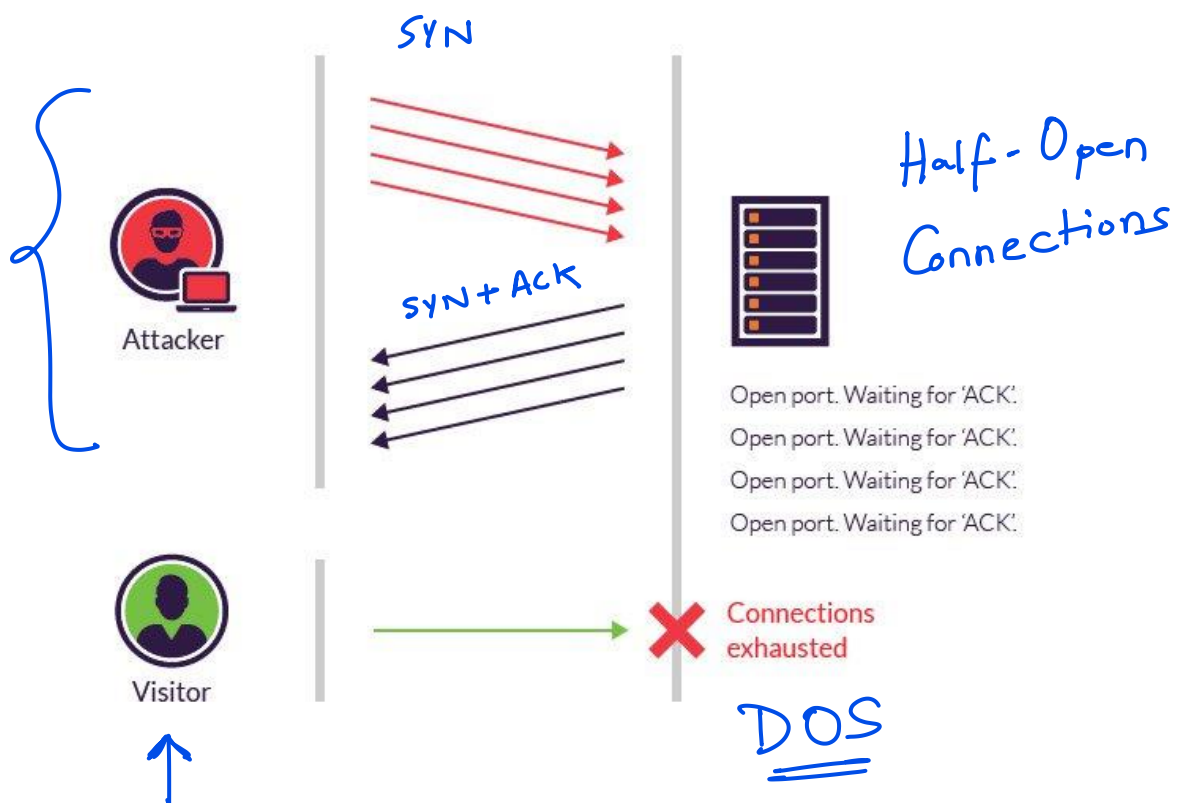 SYN
Half-Open
Connections
SYN + ACK
Attacker
Open port. Waiting for ‘ACK’.
Open port. Waiting for ‘ACK’.
Open port. Waiting for ‘ACK’.
Open port. Waiting for ‘ACK’.
Connections
exhausted
Visitor
DOS